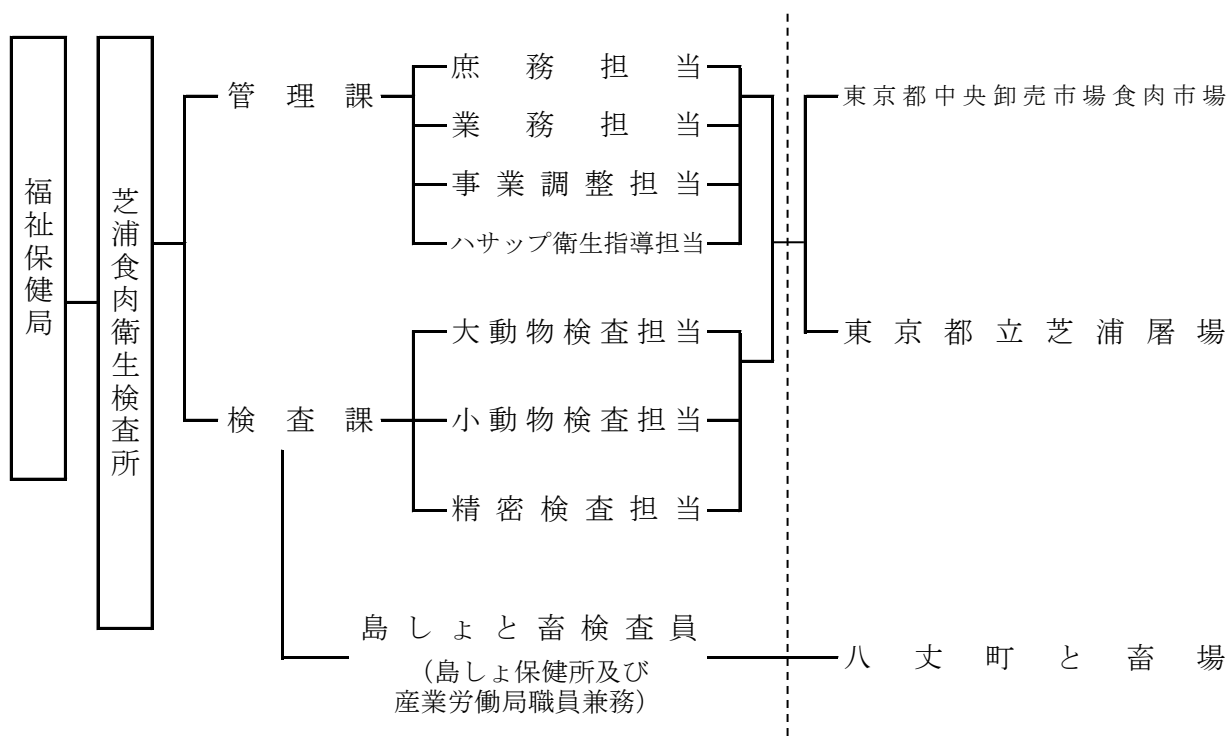 福祉保健局
芝浦食肉衛生検査所
管理課
庶務担当
業務担当
事業調整担当
ハサップ衛生指導担当
検査課
大動物検査担当
小動物検査担当
精密検査担当
島しょと畜検査員
（島しょ保健所及び
産業労働局職員兼務）
東京都中央卸売市場食肉市場
東京都立芝浦屠場
八丈町と畜場